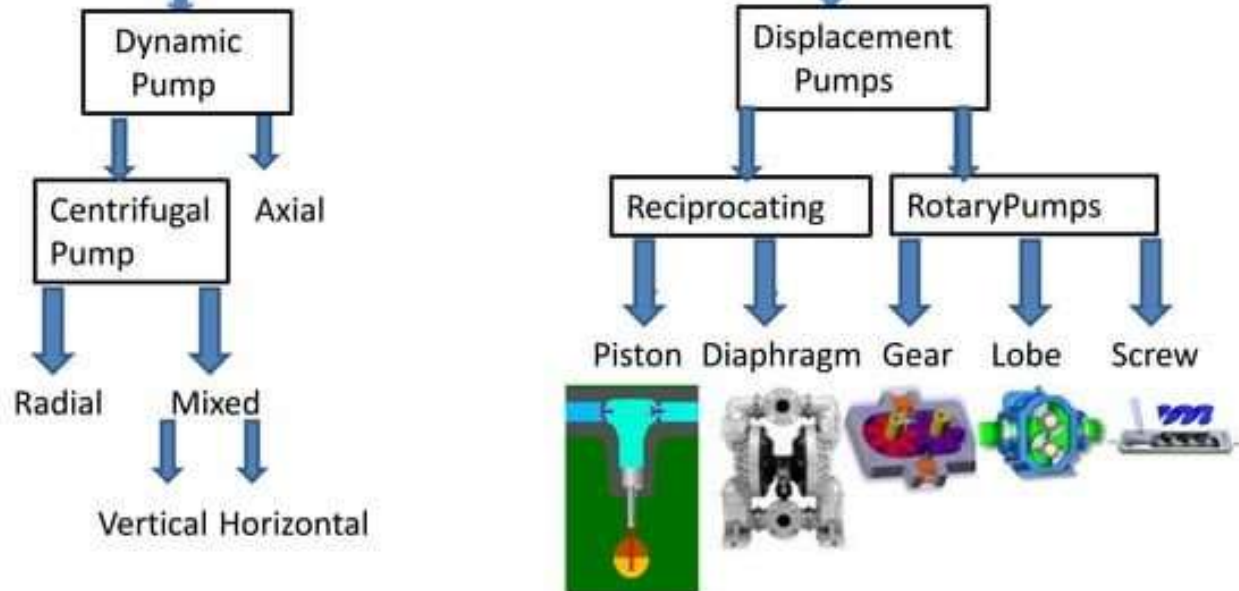 Dynamic
Pump
Displacement
Pumps
Centrifugal
Pump
Axial
Reciprocating
RotaryPumps
Piston
Diaphragm
Gear
Lobe
Screw
Radial
Mixed
Vertical
Horizontal